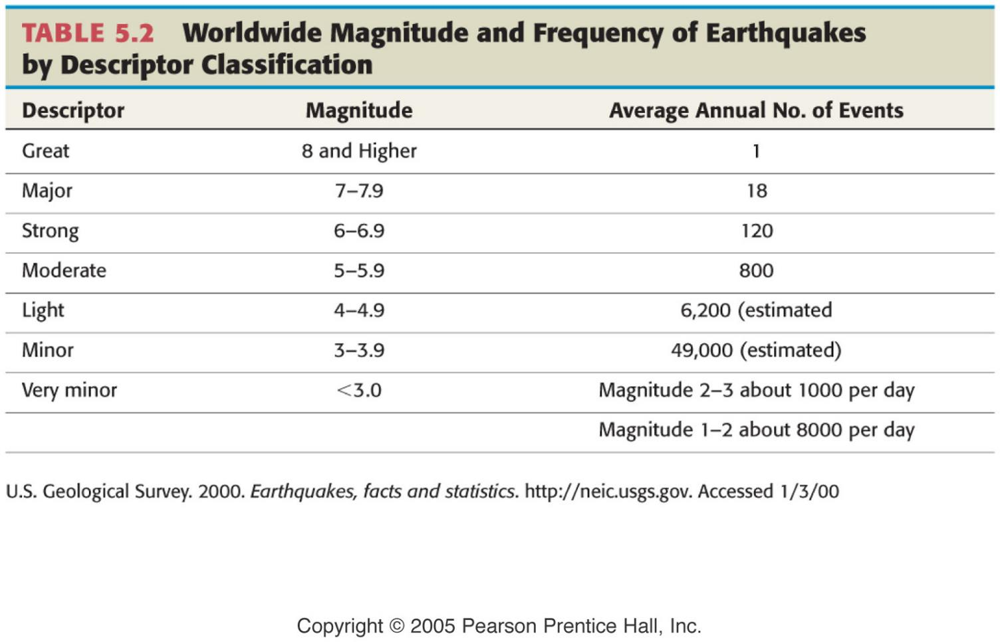 TABLE 5.2 Worldwide Magnitude and Frequency of Earthquakes
by Descriptor Classification
Descriptor Magnitude Average Annual No. of Events
Great 8 and Higher 1
Major 7–7.9 18
Strong 6–6.9 120
Moderate 5–5.9 800
Light 4–4.9 6,200 (estimated
Minor 3–3.9 49,000 (estimated)
Very minor <3.0 Magnitude 2–3 about 1000 per day
Magnitude 1–2 about 8000 per day
U.S. Geological Survey. 2000. Earthquakes, facts and statistics. http://neic.usgs.gov. Accessed 1/3/00
Copyright © 2005 Pearson Prentice Hall, Inc.